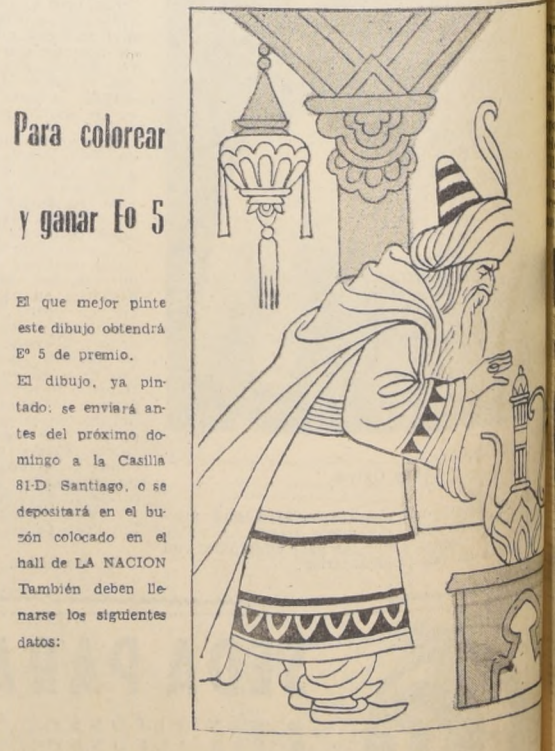 Para colorear
y ganar Eo 5
El que mejor pinte
este dibujo obtendrá
Eº 5 de premio.
El dibujo, ya pin-
tado: se enviará an-
tes del próximo do-
mingo a la Casilla
81-D Santiago, o se
depositará en el bu-
zón colocado en el
hall de LA NACION
También deben lle-
narse los siguientes
datos: